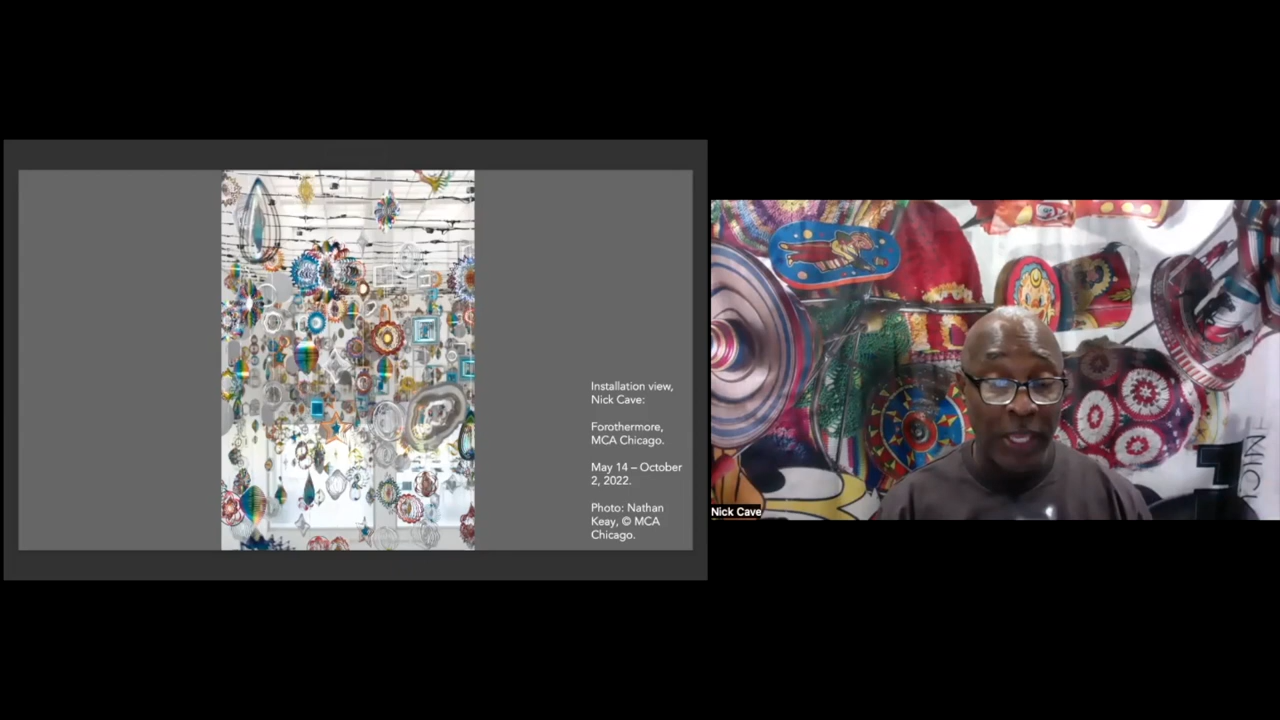 Installation view,
Nick Cave:
Forothermore,
MCA Chicago.
May 14 – October
2, 2022.
Photo: Nathan
Keay, © MCA
Chicago.
Nick Cave
MICH